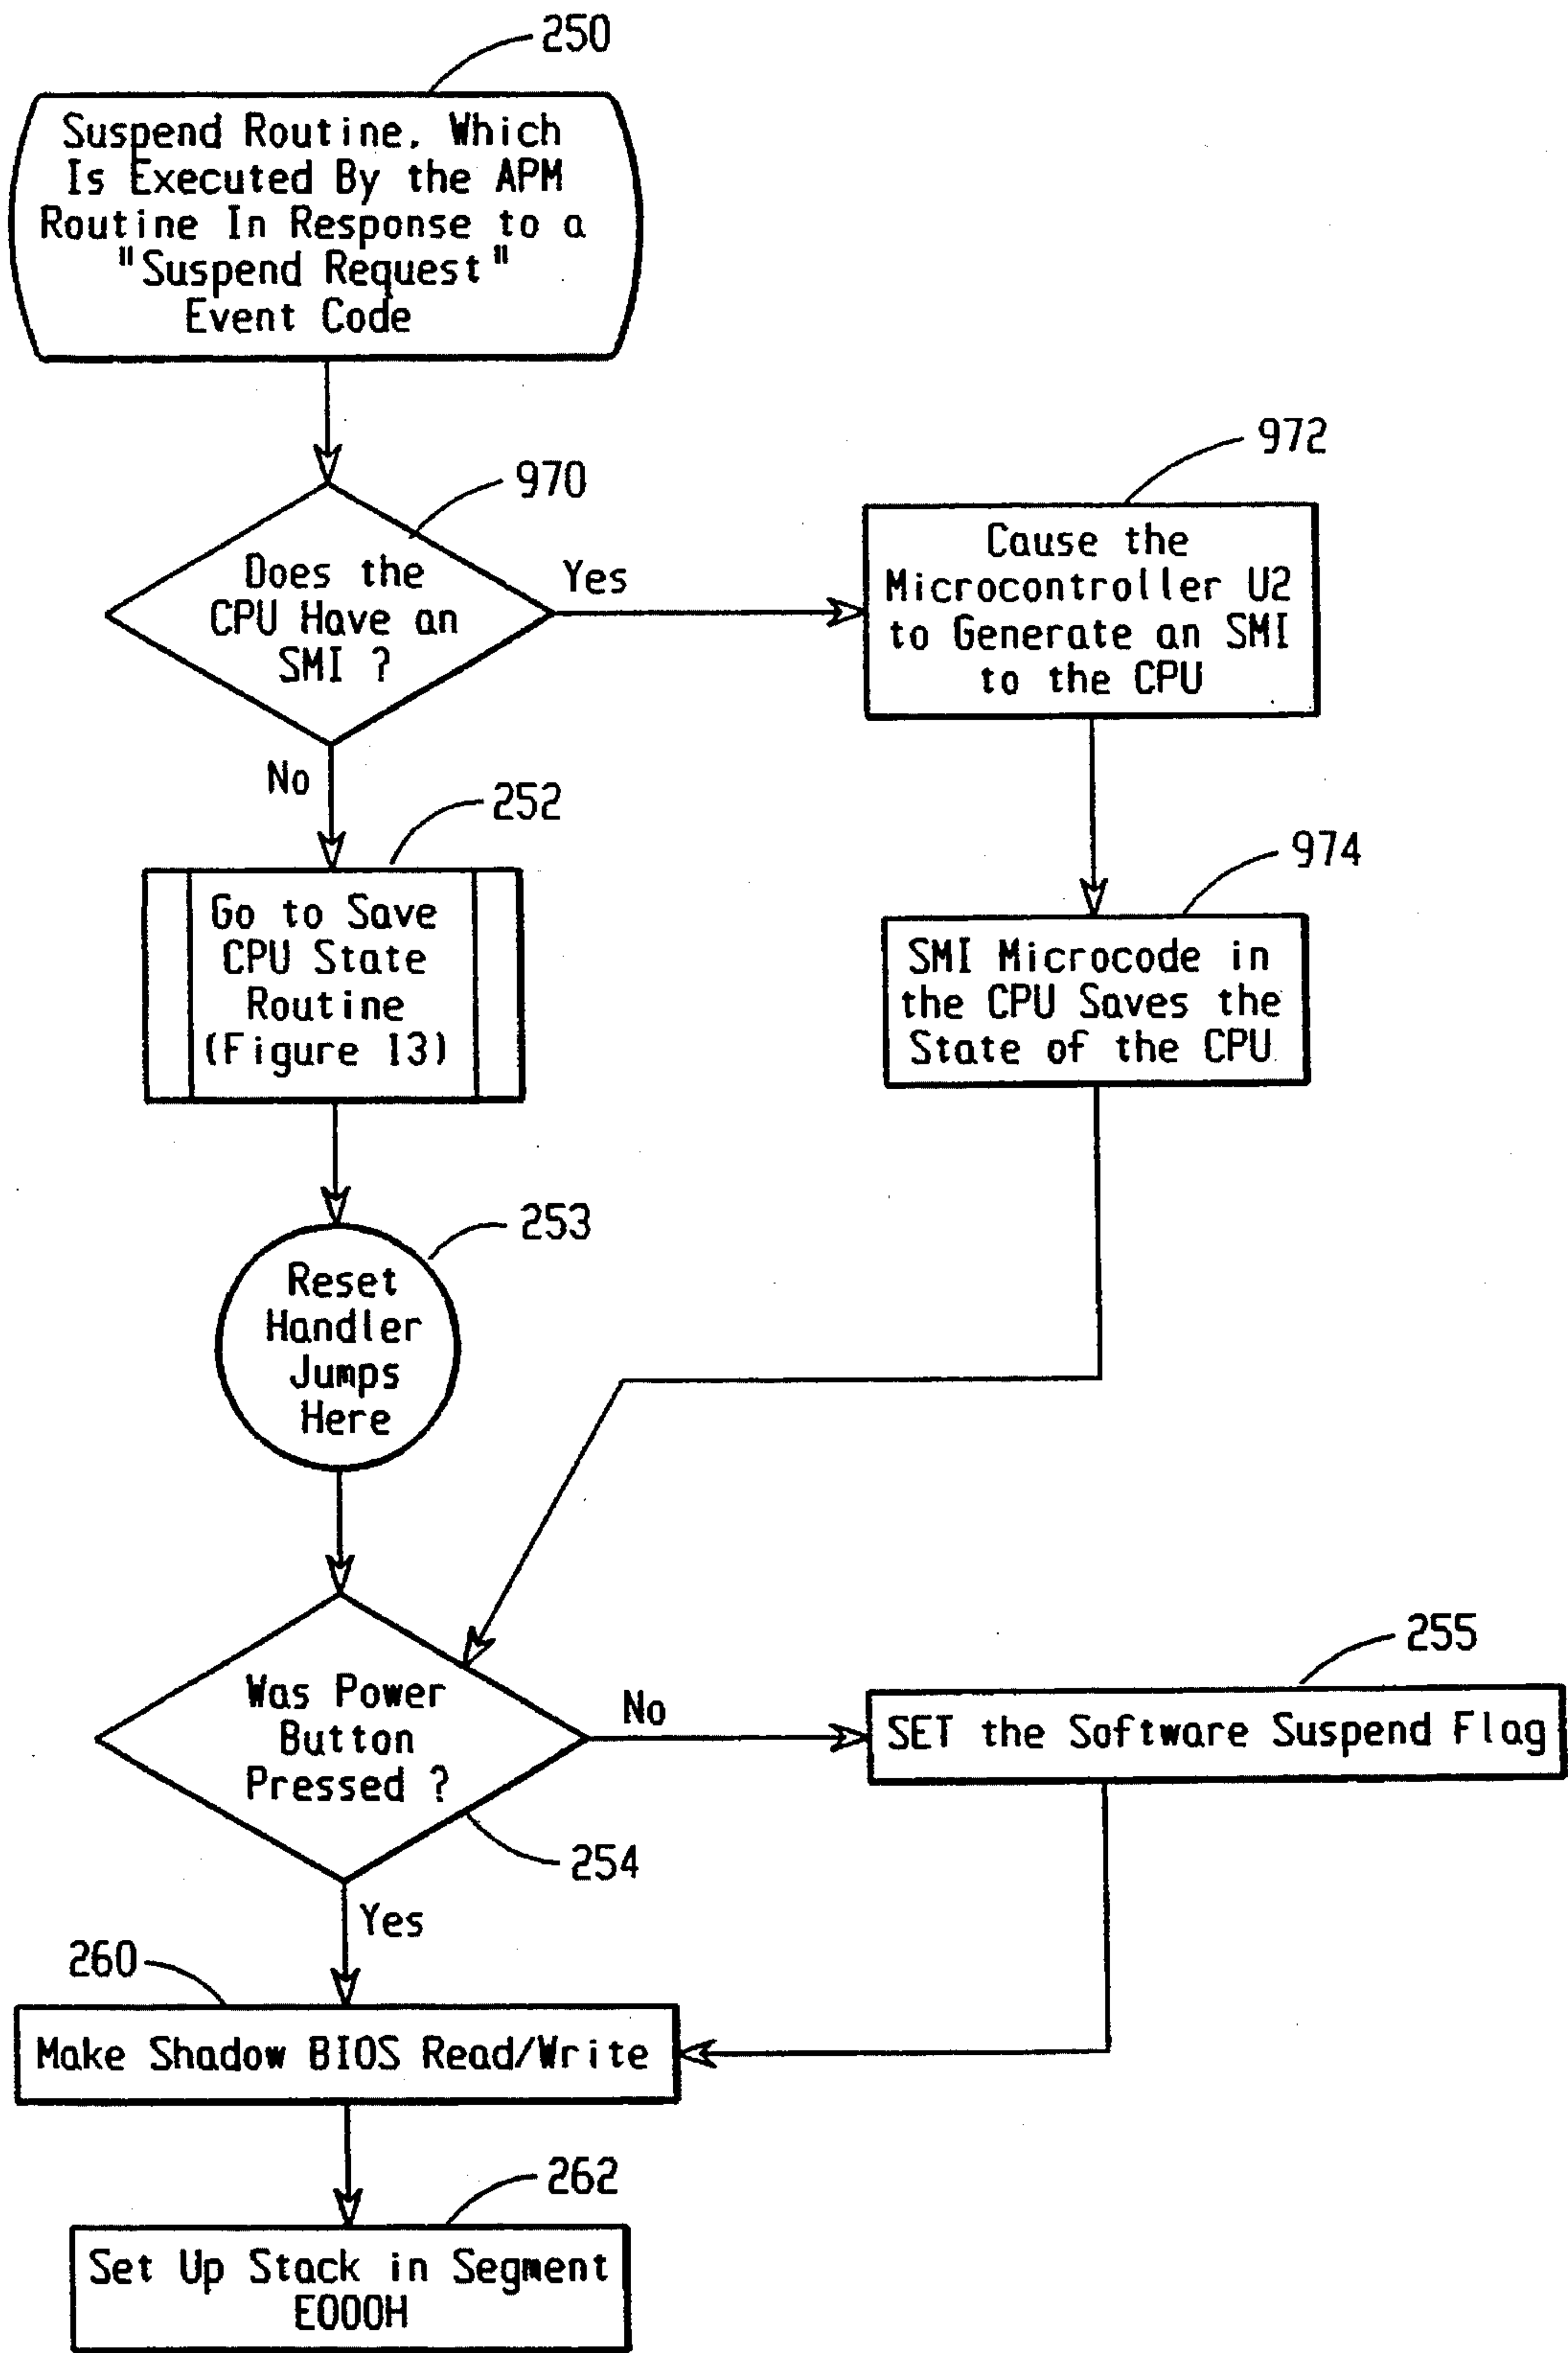 250
Suspend Routine, Which
Is Executed By the APM
Routine In Response to a
"Suspend Request"
Event Code
970
Does the
CPU Have an
SMI ?
Yes
No
972
Cause the
Microcontroller U2
to Generate an SMI
to the CPU
252
Go to Save
CPU State
Routine
(Figure 13)
974
SMI Microcode in
the CPU Saves the
State of the CPU
253
Reset
Handler
Jumps
Here
Was Power
Button
Pressed ?
No
254
Yes
255
SET the Software Suspend Flag
260
Make Shadow BIOS Read/Write
262
Set Up Stack in Segment
E000H